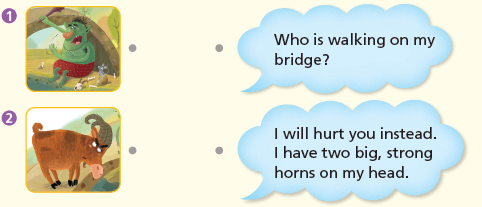 1
Who is walking on my
bridge?
2
I will hurt you instead.
I have two big, strong
horns on my head.